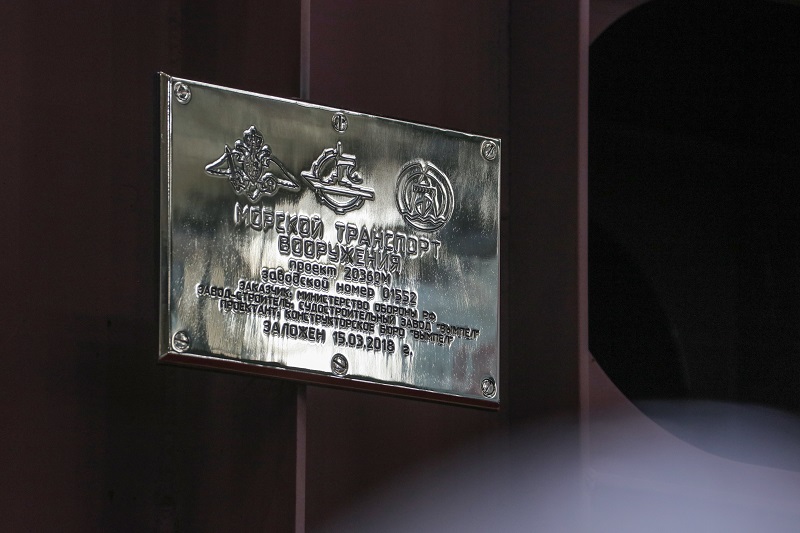 МОРСКОЙ ТРАНСПОРТ
ВООРУЖЕНИЯ
проект 20360М
заводской номер 01552
ЗАКАЗЧИК: МИНИСТЕРСТВО ОБОРОНЫ РФ
ЗАВОД-СТРОИТЕЛЬ: СУДОСТРОИТЕЛЬНЫЙ ЗАВОД "ВЫМПЕЛ"
ПРОЕКТАНТ: КОНСТРУКТОРСКОЕ БЮРО "ВЫМПЕЛ"
ЗАЛОЖЕН 15.03.2018 г.